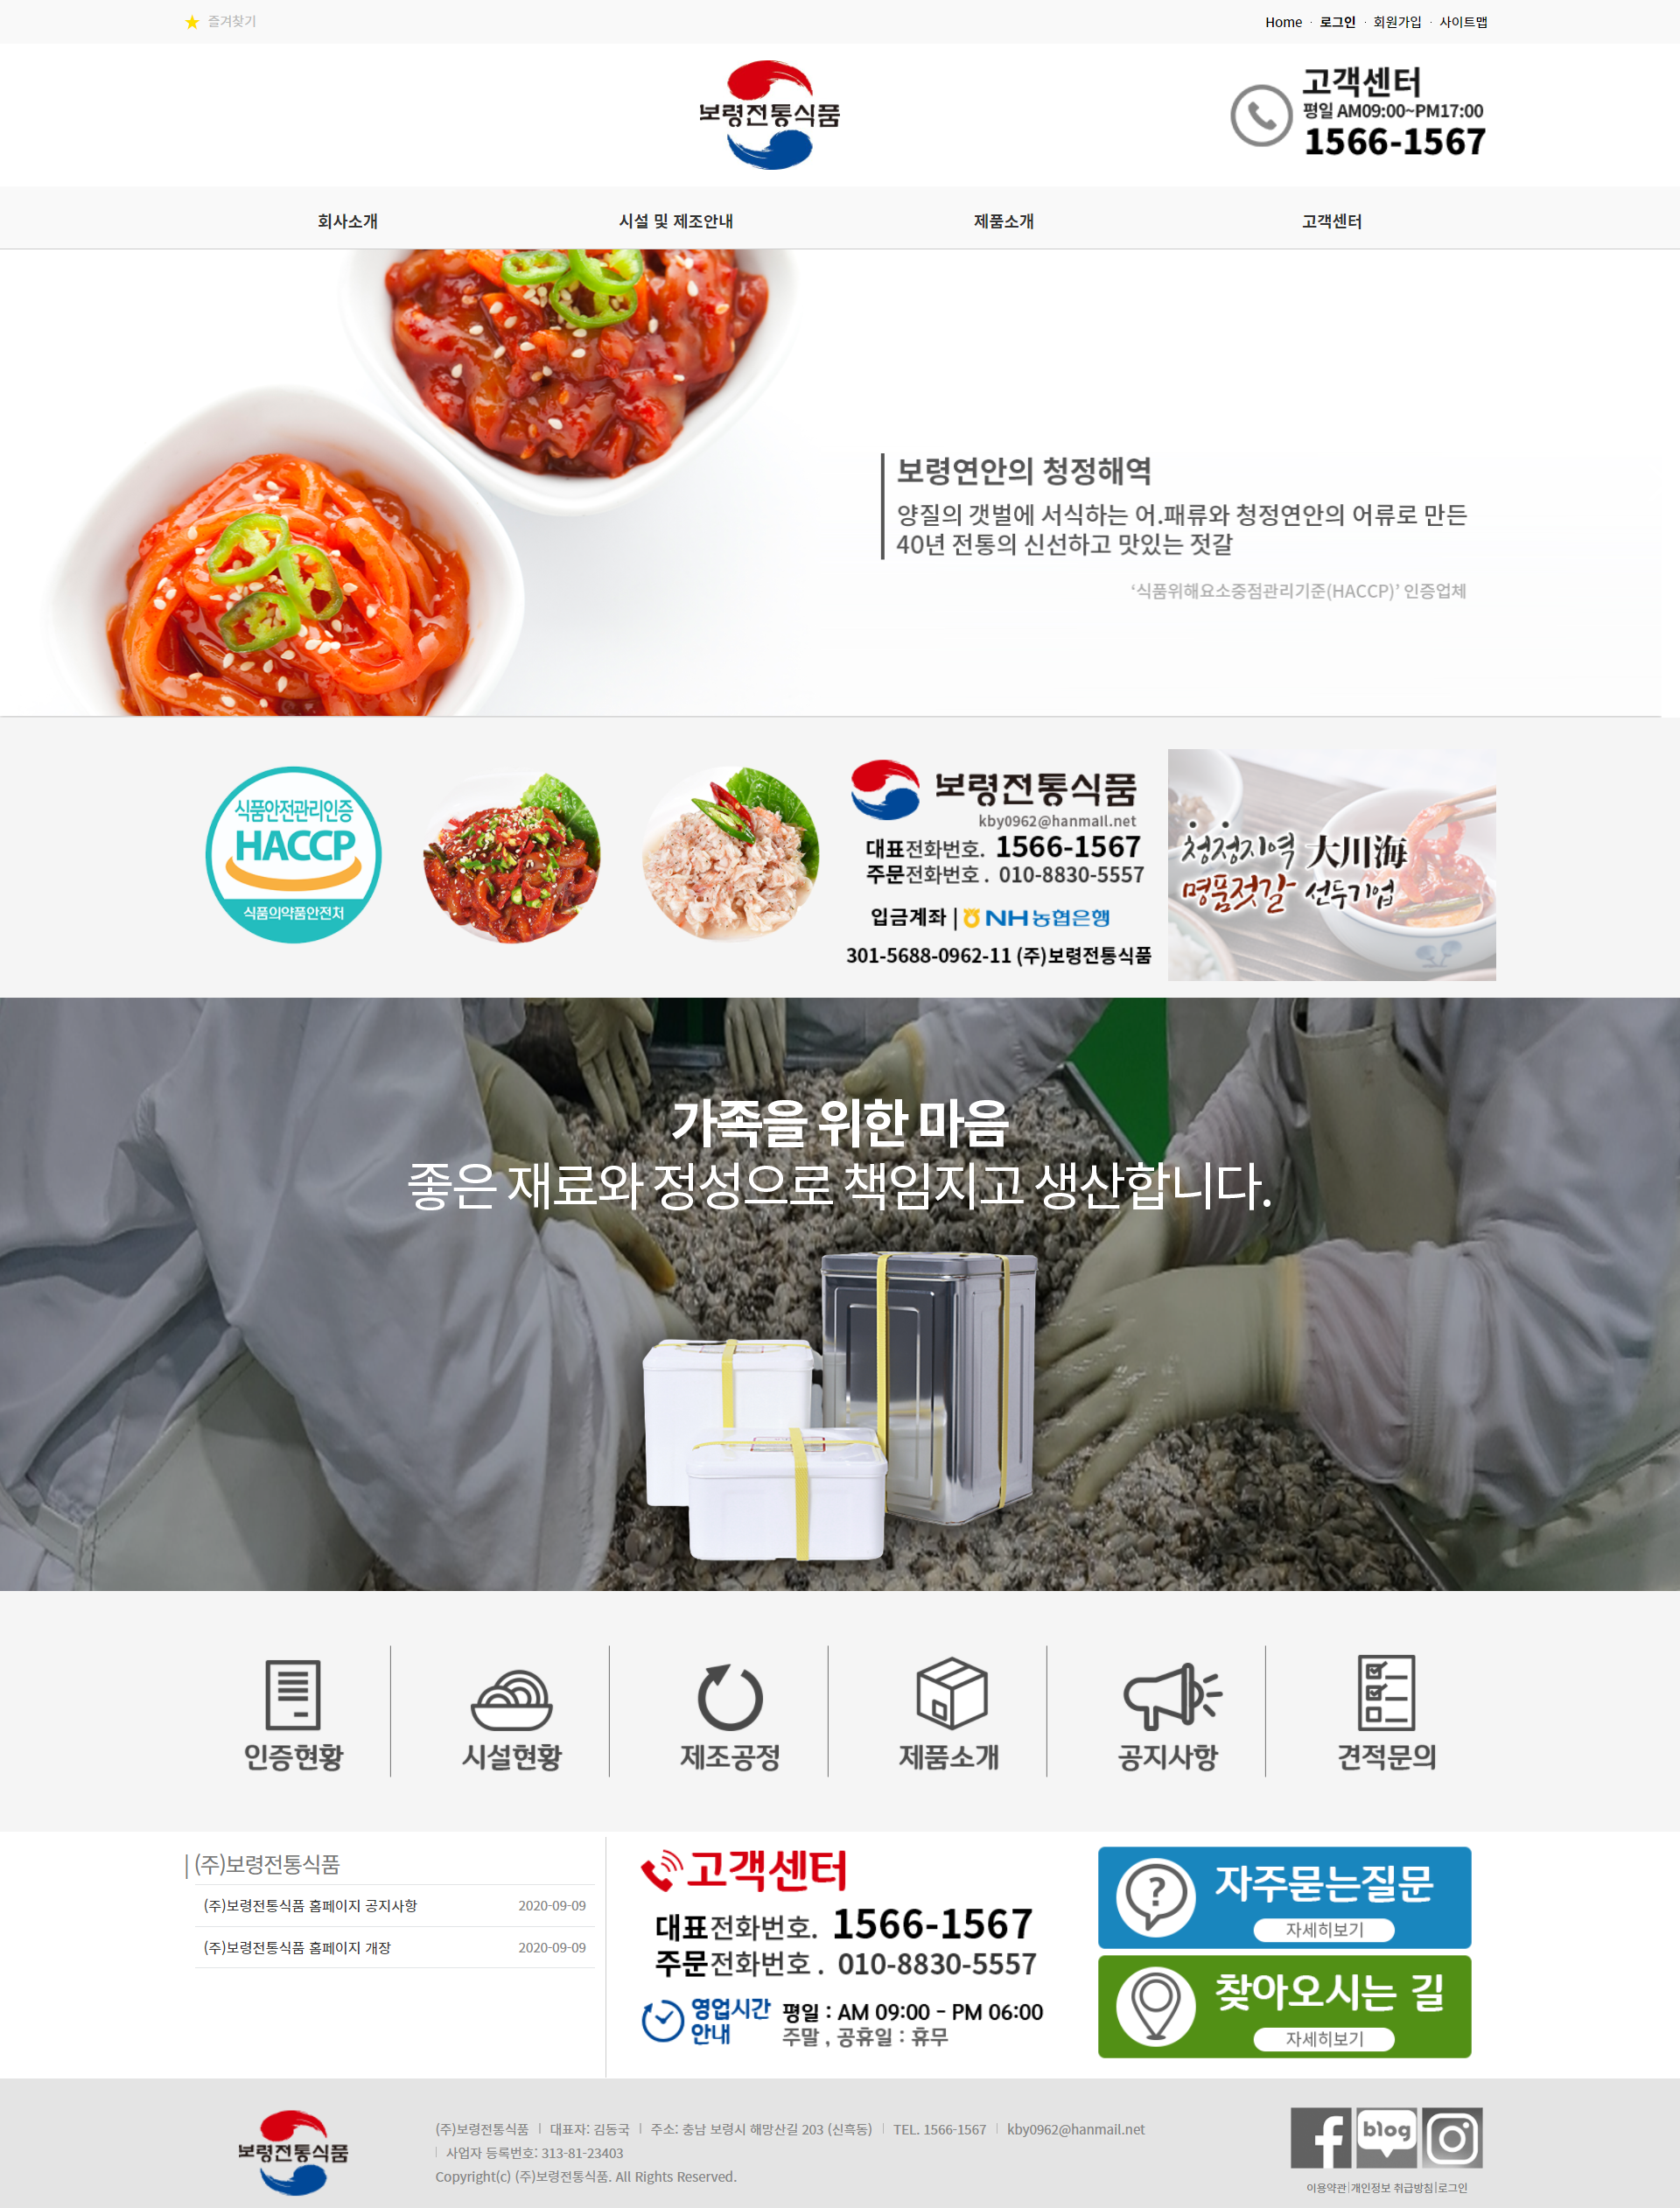 즐겨찾기
Home · 로그인 · 회원가입 · 사이트맵
보령전통식품
고객센터
평일 AM09:00~PM17:00
1566-1567
회사소개
시설 및 제조안내
제품소개
고객센터
보령연안의 청정해역
양질의 갯벌에 서식하는 어.패류와 청정연안의 어류로 만든
40년 전통의 신선하고 맛있는 젓갈
‘식품위해요소중점관리기준(HACCP)’ 인증업체
식품안전관리인증
HACCP
식품의약품안전처
보령전통식품
kby0962@hanmail.net
대표전화번호. 1566-1567
주문전화번호. 010-8830-5557
입금계좌 | NH농협은행
301-5688-0962-11 (주)보령전통식품
청정지역 大川海
명품젓갈 선두기업
가족을 위한 마음
좋은 재료와 정성으로 책임지고 생산합니다.
인증현황
시설현황
제조공정
제품소개
공지사항
견적문의
| (주)보령전통식품
(주)보령전통식품 홈페이지 공지사항 2020-09-09
(주)보령전통식품 홈페이지 개장 2020-09-09
고객센터
대표전화번호. 1566-1567
주문전화번호. 010-8830-5557
영업시간
안내
평일 : AM 09:00 - PM 06:00
주말 , 공휴일 : 휴무
?
자주묻는질문
자세히보기
찾아오시는 길
자세히보기
보령전통식품
(주)보령전통식품 | 대표자: 김동국 | 주소: 충남 보령시 해망산길 203 (신흑동) | TEL. 1566-1567 | kby0962@hanmail.net
| 사업자 등록번호: 313-81-23403
Copyright(c) (주)보령전통식품. All Rights Reserved.
f
blog
이용약관|개인정보 취급방침|로그인